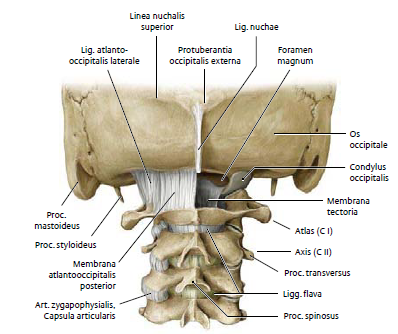 Linea nuchalis
superior
Lig. nuchae
Lig. atlanto-
occipitalis laterale
Protuberantia
occipitalis externa
Foramen
magnum
Os
occipitale
Condylus
occipitalis
Membrana
tectoria
Proc.
mastoideus
Proc. styloideus
Atlas (C I)
Axis (C II)
Membrana
atlantooccipitalis
posterior
Proc. transversus
Ligg. flava
Art. zygapophysialis,
Capsula articularis
Proc. spinosus